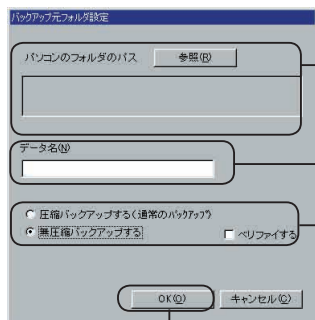 バックアップ元フォルダ設定
パソコンのフォルダのパス 参照(R)
データ名(N)
圧縮バックアップする(通常のバックアップ)
無圧縮バックアップする ベリファイする
OK(O) キャンセル(C)